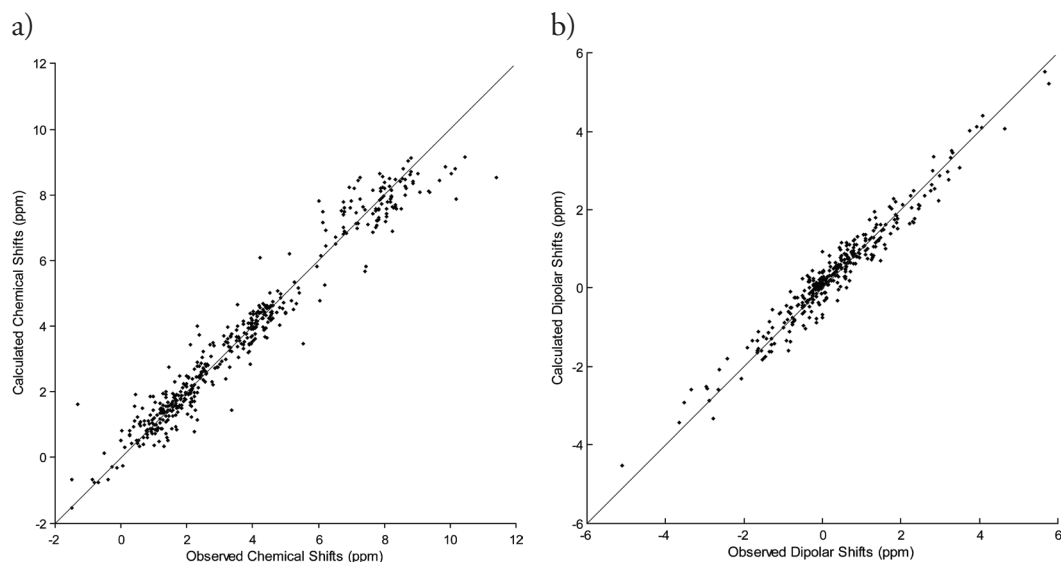 a)
12
10
8
6
4
2
0
-2
-2 0 2 4 6 8 10 12
Calculated Chemical Shifts (ppm)
Observed Chemical Shifts (ppm)
b)
6
4
2
0
-2
-4
-6
-6 -4 -2 0 2 4 6
Calculated Dipolar Shifts (ppm)
Observed Dipolar Shifts (ppm)